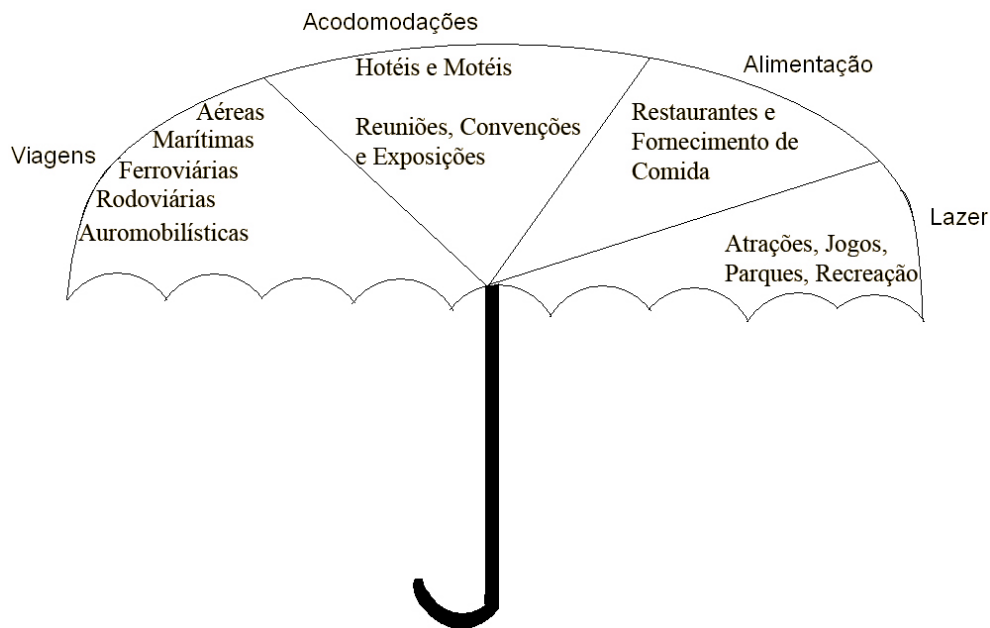 Acodomodações
Hotéis e Motéis
Alimentação
Aéreas
Restaurantes e
Reuniões, Convenções
Marítimas
Fornecimento de
Viagens
e Exposições
Ferroviárias
Comida
Rodoviárias
Lazer
Auromobilísticas
Atrações, Jogos,
Parques, Recreação